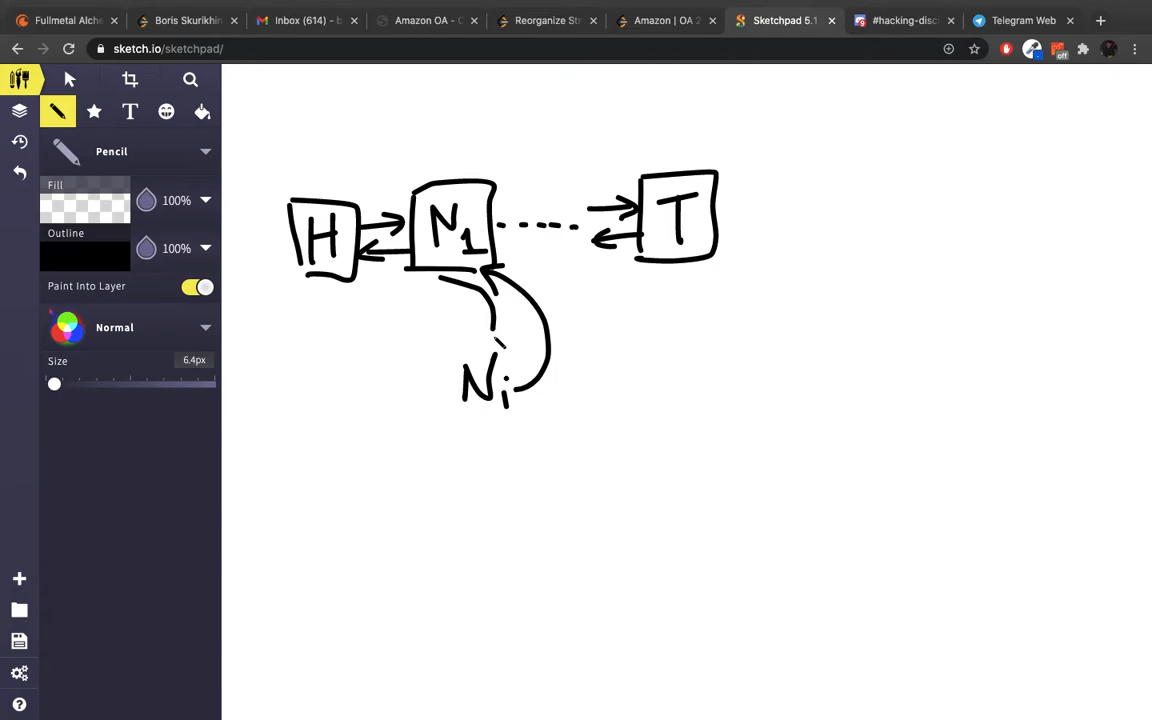 Fullmetal Alche
Boris Skurikhin
Inbox (614) - b
Amazon OA - C
Reorganize Str
Amazon | OA 2
Sketchpad 5.1
#hacking-disc
Telegram Web
sketch.io/sketchpad/
off
Pencil
Fill
100%
Outline
100%
Paint Into Layer
Normal
Size
6.4px
H
N1
T
Ni